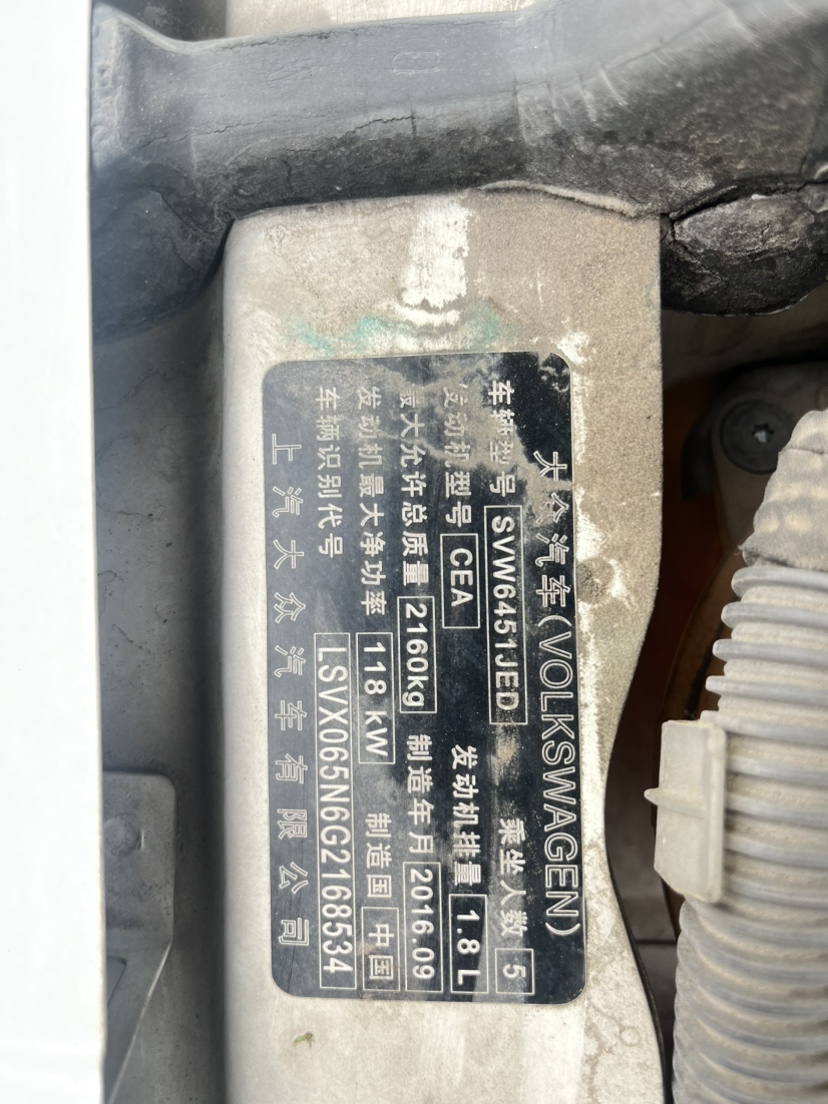 大众汽车(VOLKSWAGEN)
车辆型号 SVW6451JED 乘坐人数 5
发动机型号 CEA 发动机排量 1.8 L
最大允许总质量 2160kg 制造年月 2016.09
发动机最大净功率 118 kW 制造国 中国
车辆识别代号 LSVX065N6G2168534
上汽大众汽车有限公司